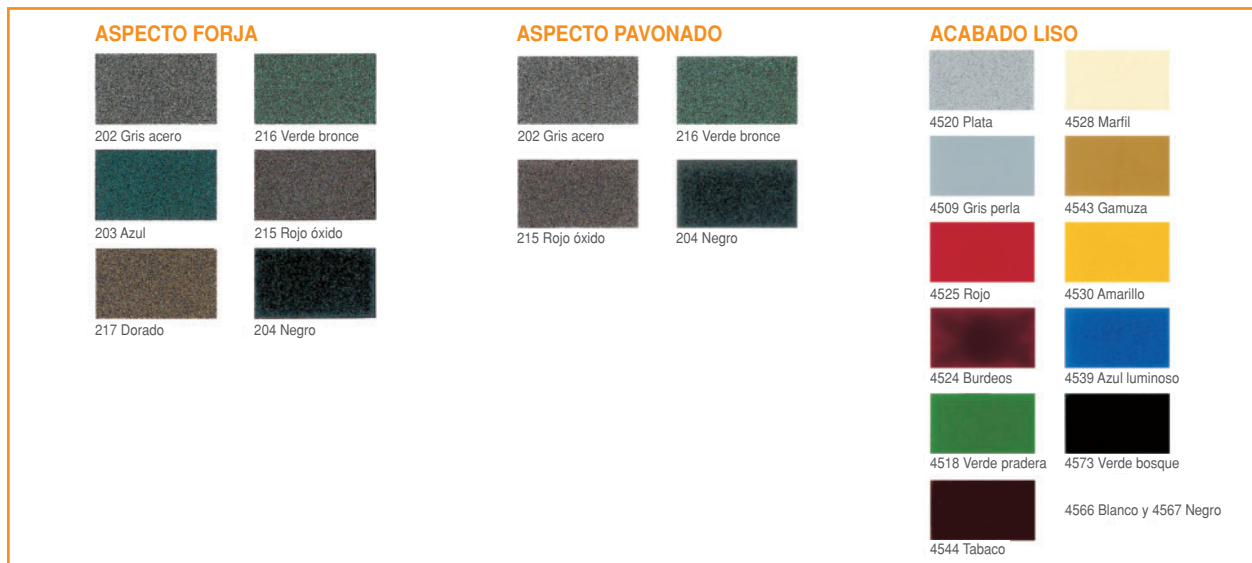 ASPECTO FORJA
202 Gris acero
216 Verde bronce
203 Azul
215 Rojo óxido
217 Dorado
204 Negro
ASPECTO PAVONADO
202 Gris acero
216 Verde bronce
215 Rojo óxido
204 Negro
ACABADO LISO
4520 Plata
4528 Marfil
4509 Gris perla
4543 Gamuza
4525 Rojo
4530 Amarillo
4524 Burdeos
4539 Azul luminoso
4518 Verde pradera
4573 Verde bosque
4566 Blanco y 4567 Negro
4544 Tabaco